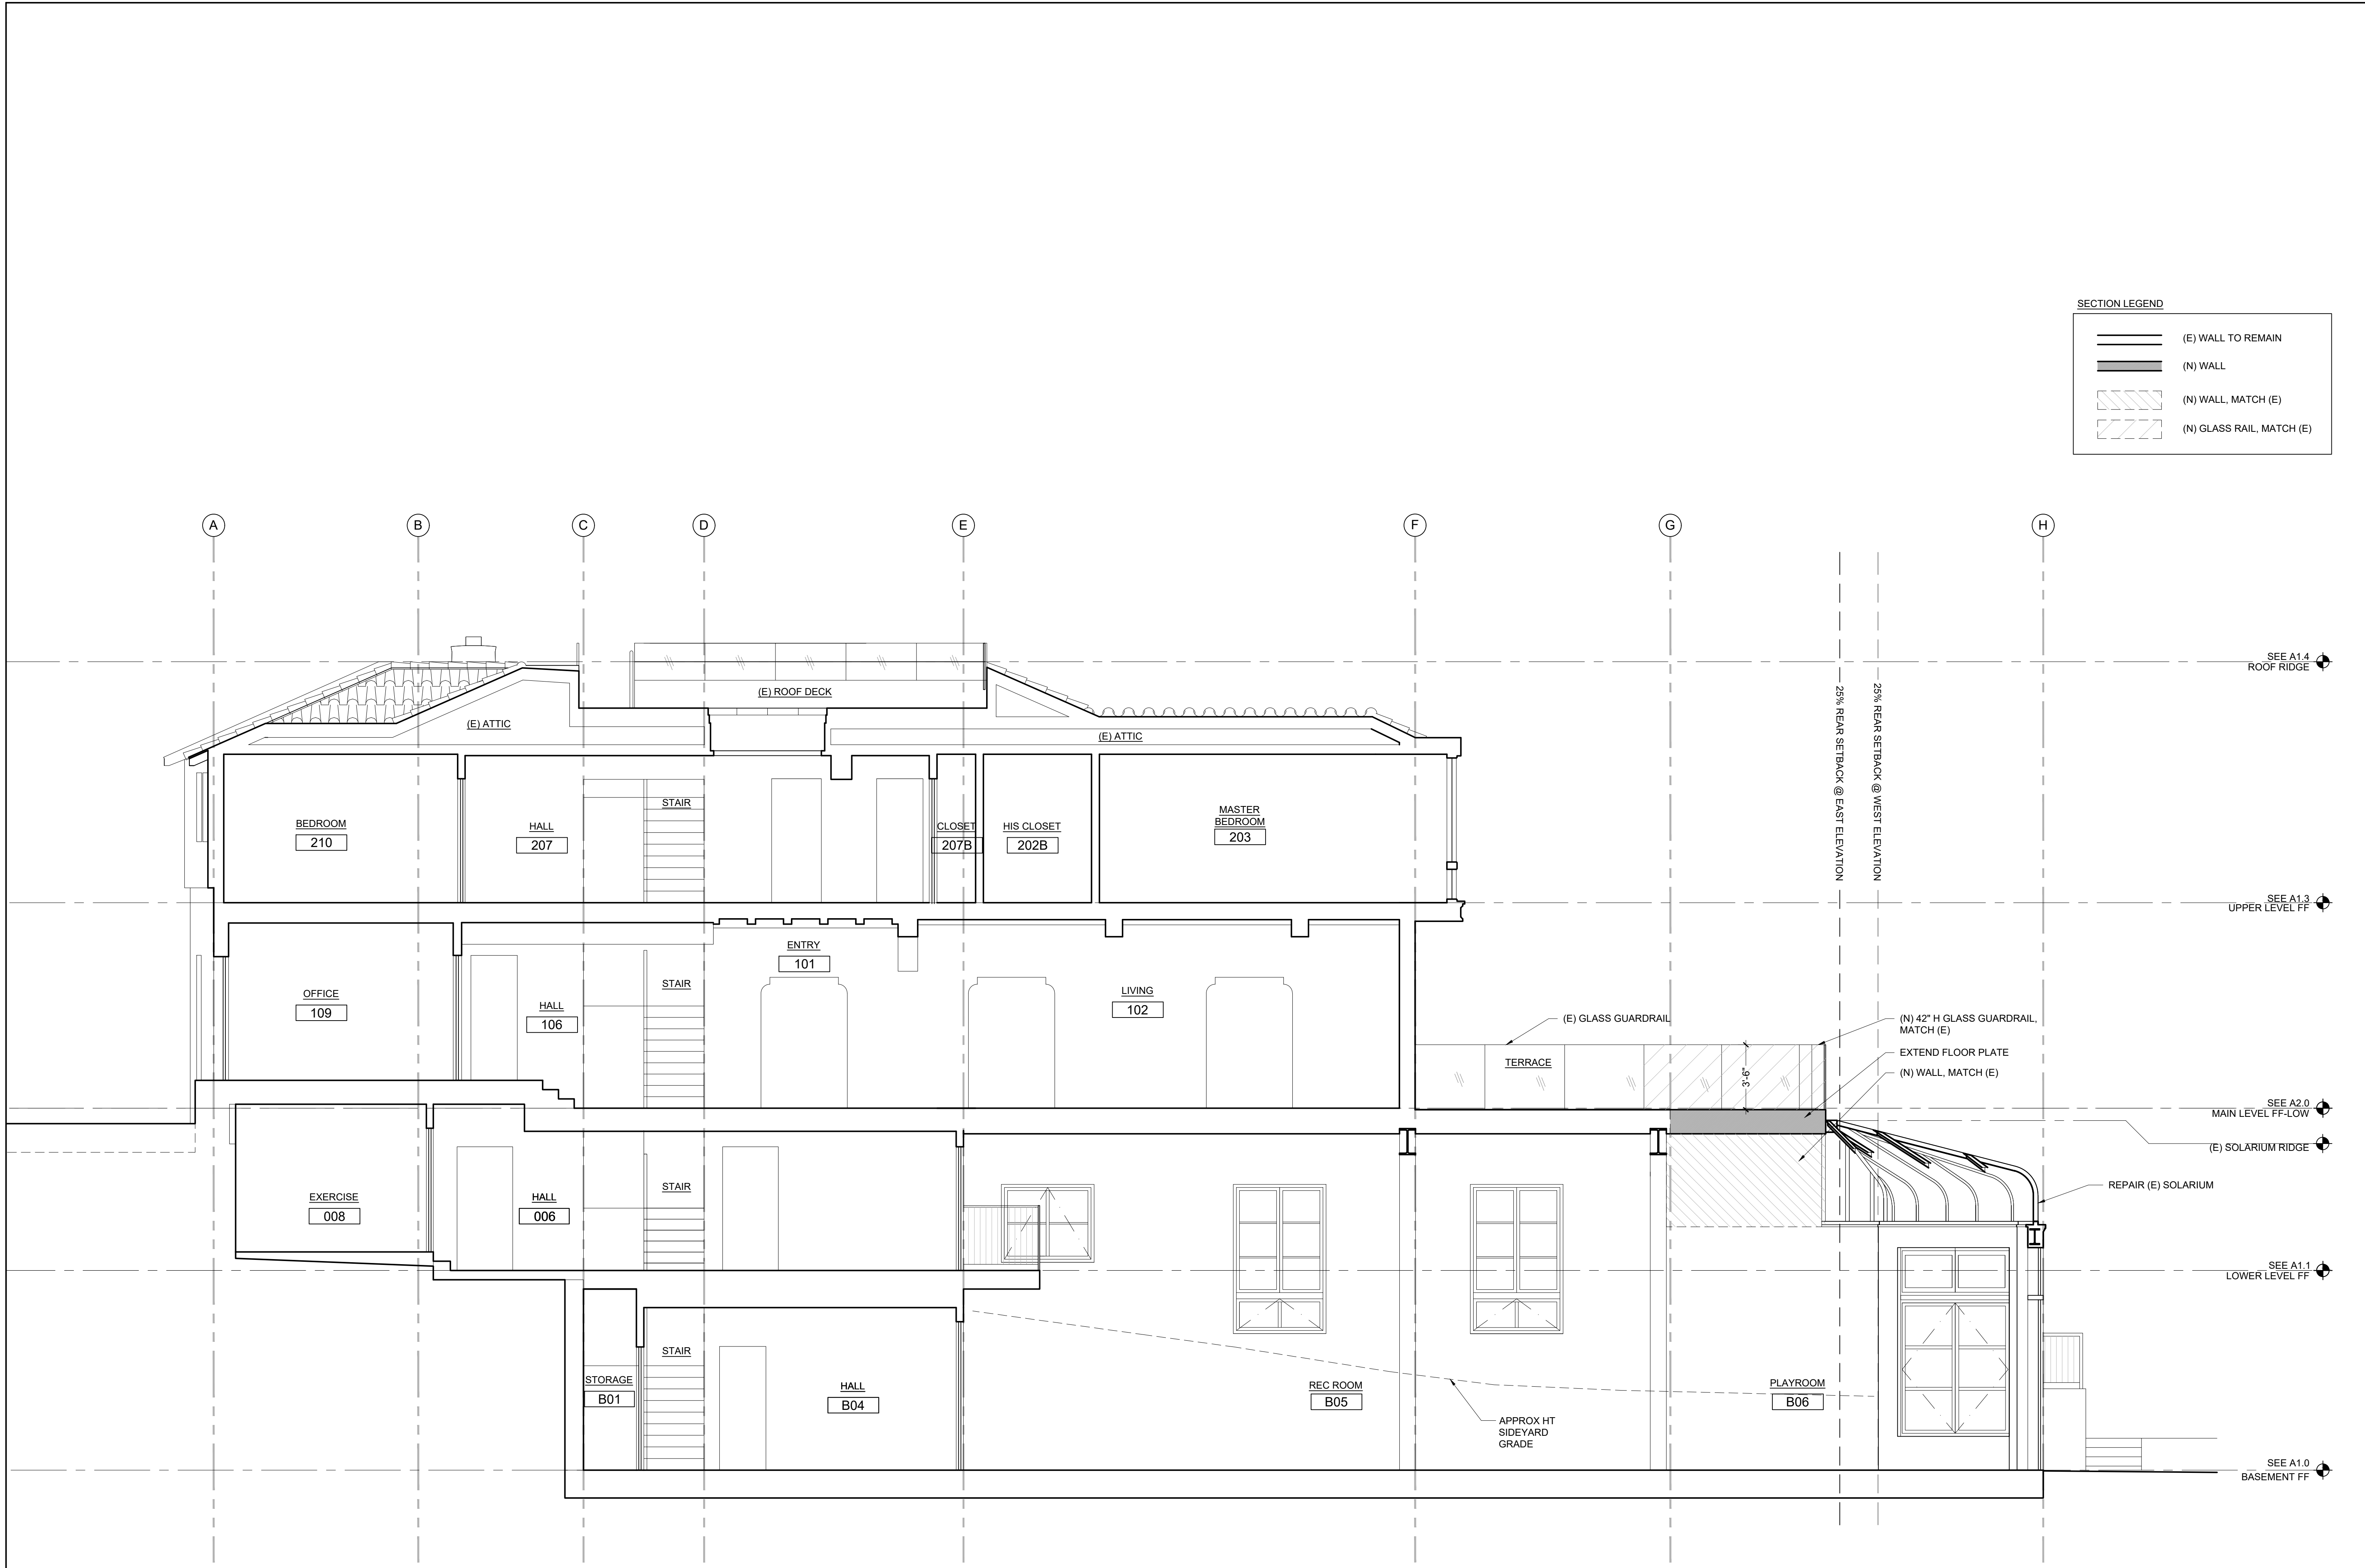 SECTION LEGEND
(E) WALL TO REMAIN
(N) WALL
(N) WALL, MATCH (E)
(N) GLASS RAIL, MATCH (E)
A
B
C
D
E
F
G
H
SEE A1.4
ROOF RIDGE
25% REAR SETBACK @ EAST ELEVATION
25% REAR SETBACK @ WEST ELEVATION
(E) ROOF DECK
(E) ATTIC
(E) ATTIC
BEDROOM
210
HALL
207
STAIR
CLOSET
207B
HIS CLOSET
202B
MASTER
BEDROOM
203
SEE A1.3
UPPER LEVEL FF
OFFICE
109
HALL
106
STAIR
ENTRY
101
LIVING
102
(E) GLASS GUARDRAIL
TERRACE
3'-6"
(N) 42" H GLASS GUARDRAIL,
MATCH (E)
EXTEND FLOOR PLATE
(N) WALL, MATCH (E)
SEE A2.0
MAIN LEVEL FF-LOW
(E) SOLARIUM RIDGE
REPAIR (E) SOLARIUM
EXERCISE
008
HALL
006
STAIR
SEE A1.1
LOWER LEVEL FF
STORAGE
B01
STAIR
HALL
B04
REC ROOM
B05
PLAYROOM
B06
APPROX HT
SIDEYARD
GRADE
SEE A1.0
BASEMENT FF